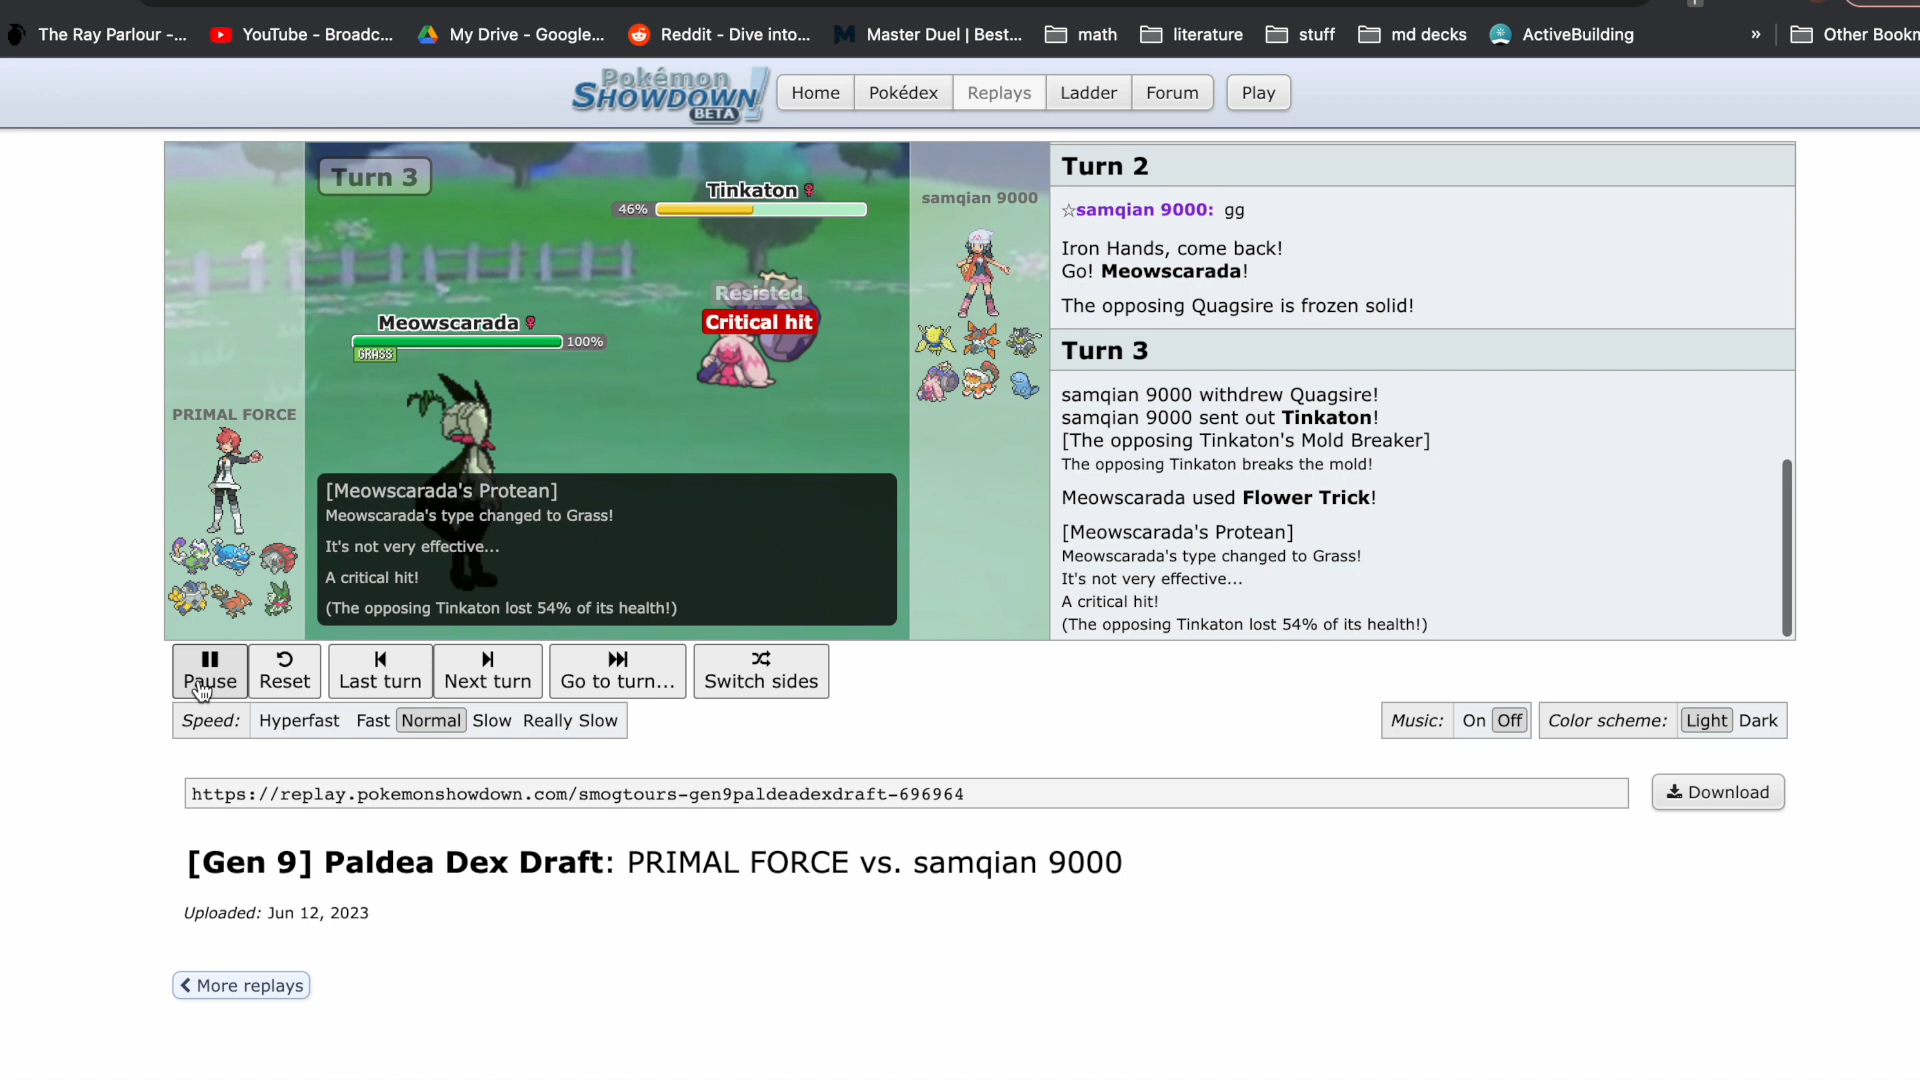 The Ray Parlour -...
YouTube - Broadc...
My Drive - Google...
Reddit - Dive into...
Master Duel | Best...
math
literature
stuff
md decks
ActiveBuilding
»
Other Bookm
Pokémon
SHOWDOWN!
BETA
Home
Pokédex
Replays
Ladder
Forum
Play
Turn 3
Tinkaton
46%
Resisted
Critical hit
Meowscarada
100%
GRASS
PRIMAL FORCE
samqian 9000
[Meowscarada's Protean]
Meowscarada's type changed to Grass!
It's not very effective...
A critical hit!
(The opposing Tinkaton lost 54% of its health!)
Turn 2
☆samqian 9000: gg
Iron Hands, come back!
Go! Meowscarada!
The opposing Quagsire is frozen solid!
Turn 3
samqian 9000 withdrew Quagsire!
samqian 9000 sent out Tinkaton!
[The opposing Tinkaton's Mold Breaker]
The opposing Tinkaton breaks the mold!
Meowscarada used Flower Trick!
[Meowscarada's Protean]
Meowscarada's type changed to Grass!
It's not very effective...
A critical hit!
(The opposing Tinkaton lost 54% of its health!)
Pause
Reset
Last turn
Next turn
Go to turn...
Switch sides
Speed: Hyperfast Fast Normal Slow Really Slow
Music: On Off
Color scheme: Light Dark
https://replay.pokemonshowdown.com/smogtours-gen9paldeadexdraft-696964
Download
[Gen 9] Paldea Dex Draft: PRIMAL FORCE vs. samqian 9000
Uploaded: Jun 12, 2023
More replays